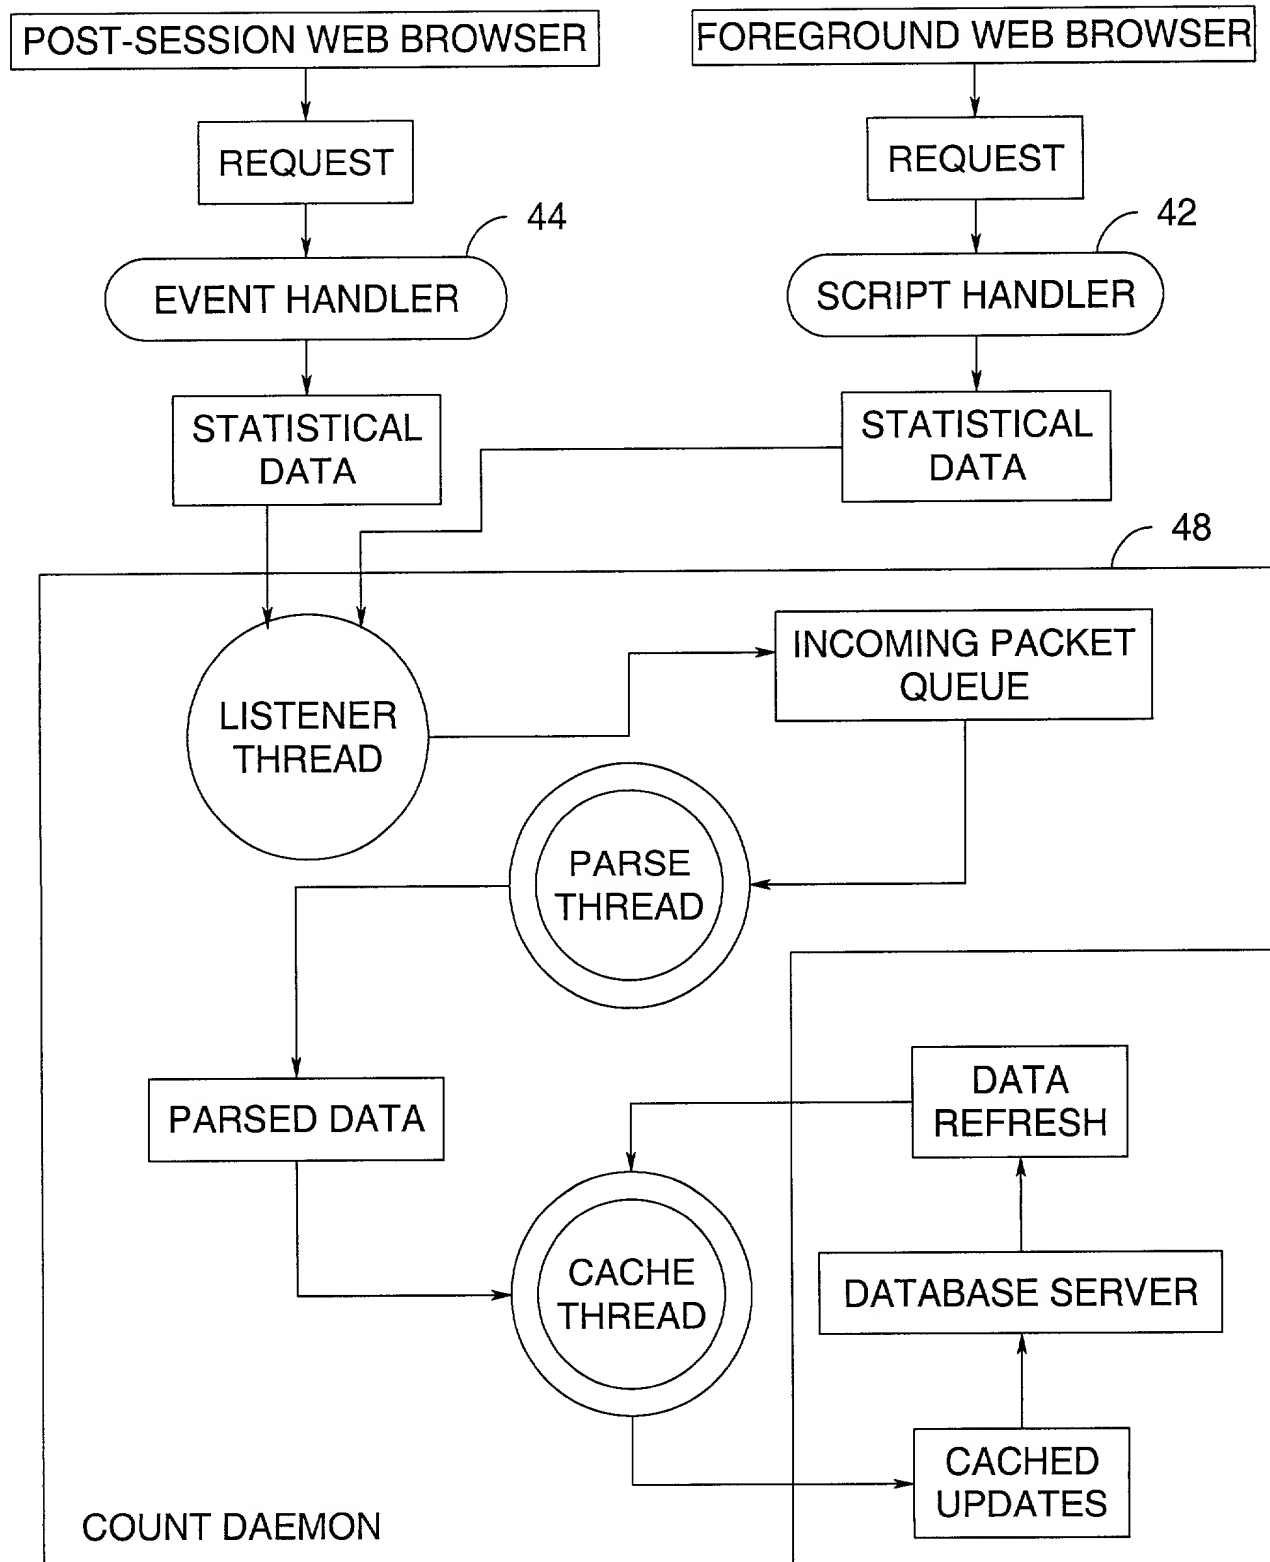 POST-SESSION WEB BROWSER
FOREGROUND WEB BROWSER
REQUEST
REQUEST
44
42
EVENT HANDLER
SCRIPT HANDLER
STATISTICAL
DATA
STATISTICAL
DATA
48
LISTENER
THREAD
INCOMING PACKET
QUEUE
PARSE
THREAD
PARSED DATA
DATA
REFRESH
CACHE
THREAD
DATABASE SERVER
CACHED
UPDATES
COUNT DAEMON